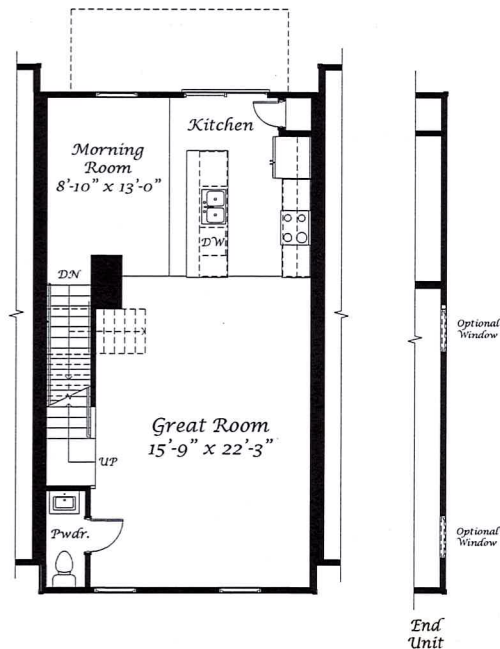 Kitchen
Morning
Room
8'-10" x 13'-0"
DW
DN
Optional
Window
Great Room
15'-9" x 22'-3"
UP
Pwdr.
Optional
Window
End
Unit